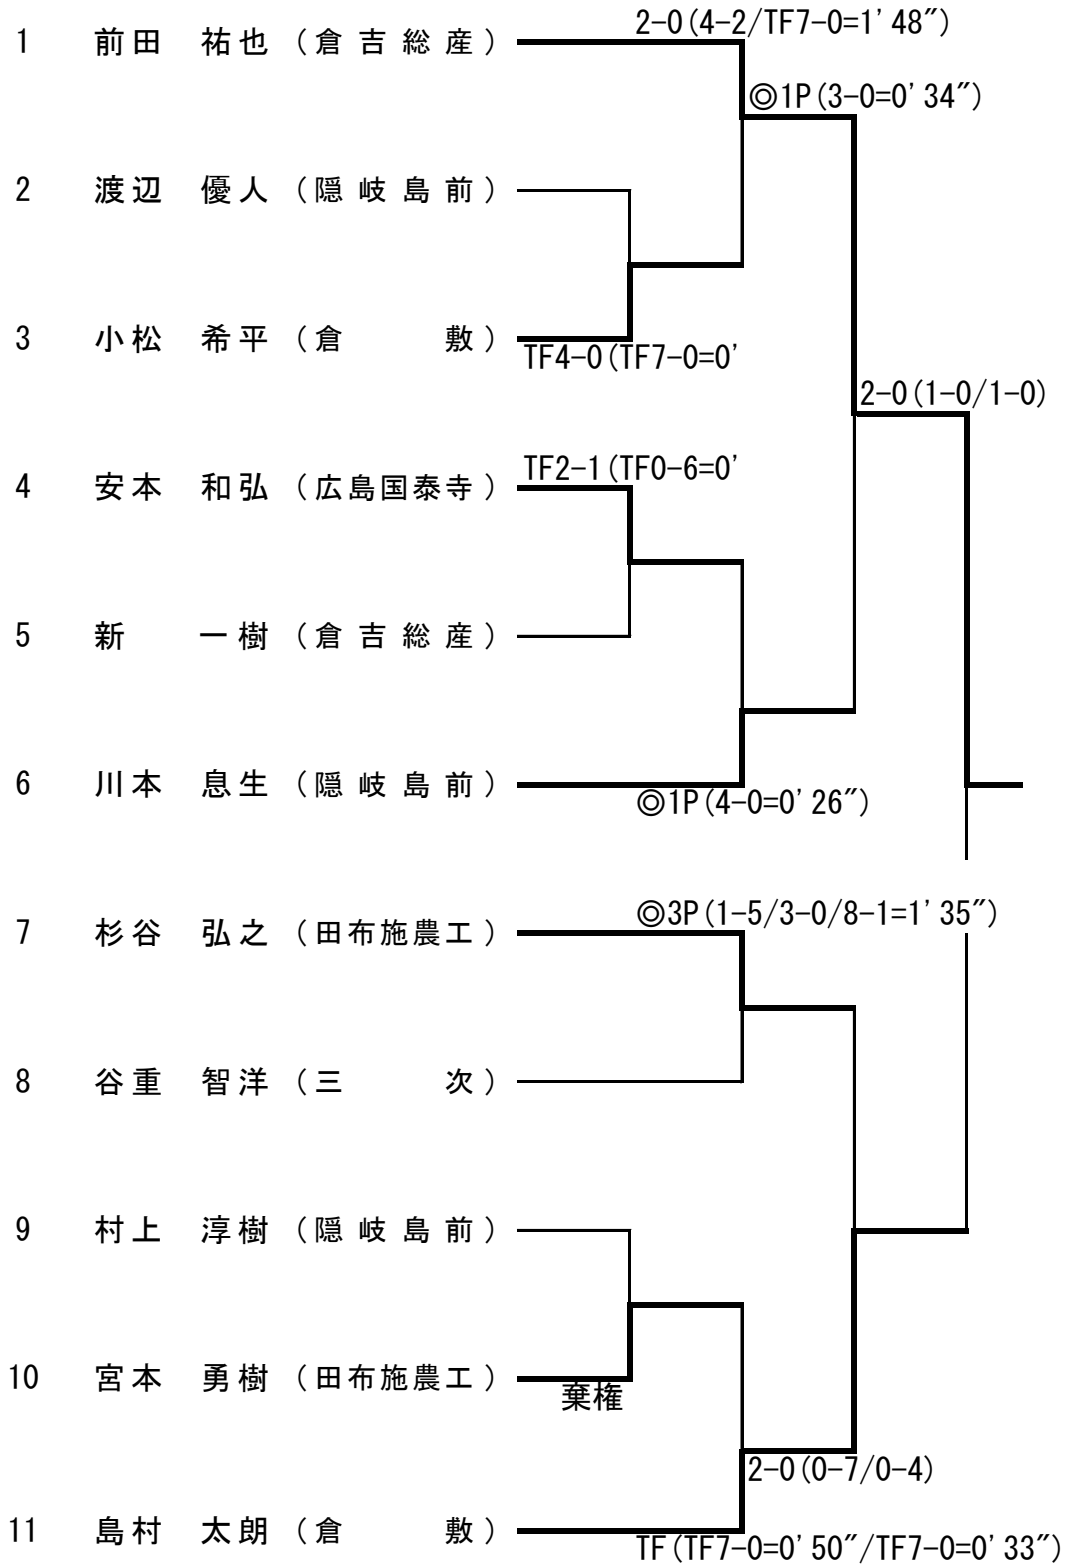 2-0(4-2/TF7-0=1'48")
1 前田 祐也 (倉吉総産)
◎1P(3-0=0'34")
2 渡辺 優人 (隠岐島前)
3 小松 希平 (倉敷)
TF4-0(TF7-0=0'
2-0(1-0/1-0)
TF2-1(TF0-6=0'
4 安本 和弘 (広島国泰寺)
5 新 一樹 (倉吉総産)
6 川本 息生 (隠岐島前)
◎1P(4-0=0'26")
◎3P(1-5/3-0/8-1=1'35")
7 杉谷 弘之 (田布施農工)
8 谷重 智洋 (三次)
9 村上 淳樹 (隠岐島前)
10 宮本 勇樹 (田布施農工)
棄権
2-0(0-7/0-4)
11 島村 太朗 (倉敷)
TF(TF7-0=0'50"/TF7-0=0'33")